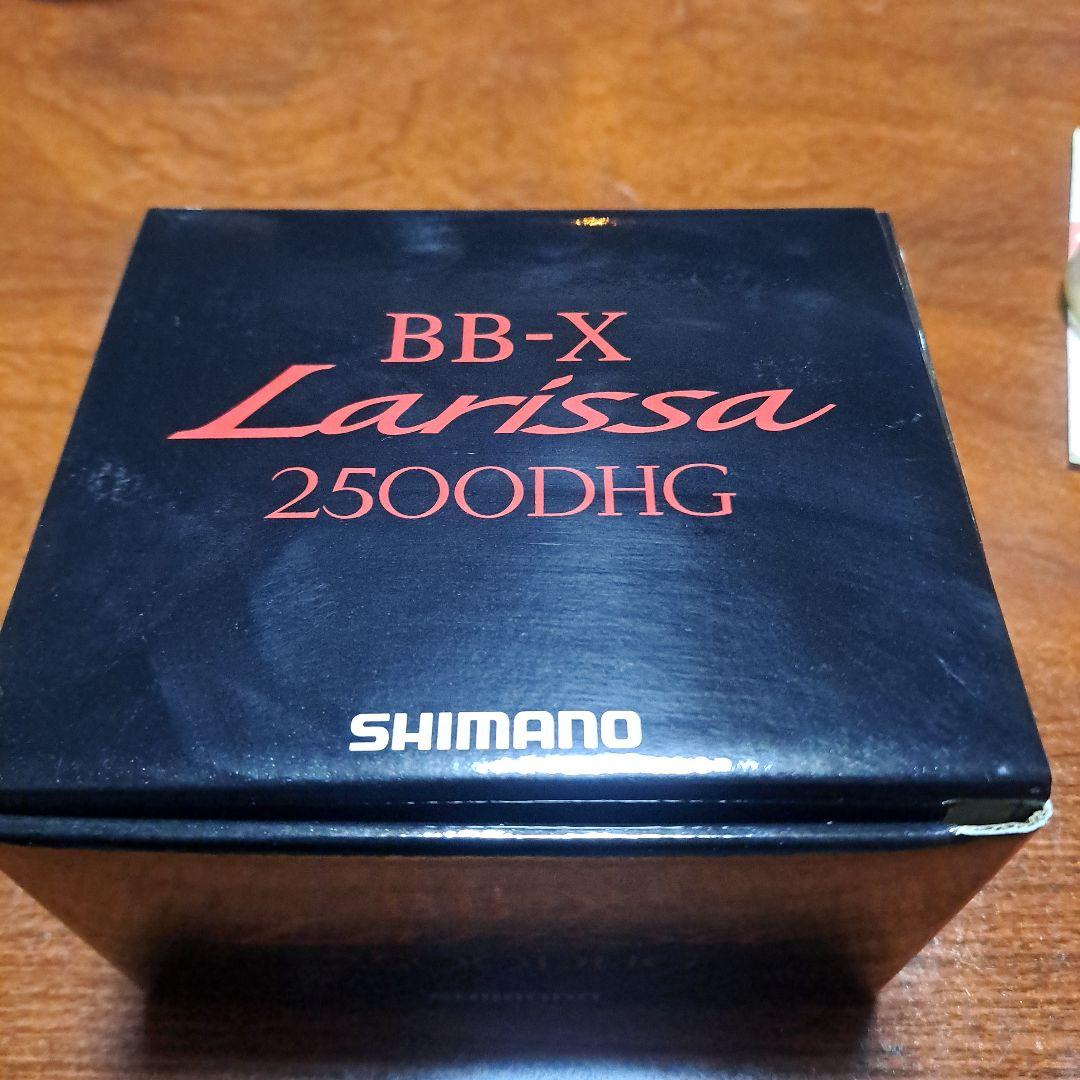 BB-X
Larissa
2500DHG
SHIMANO